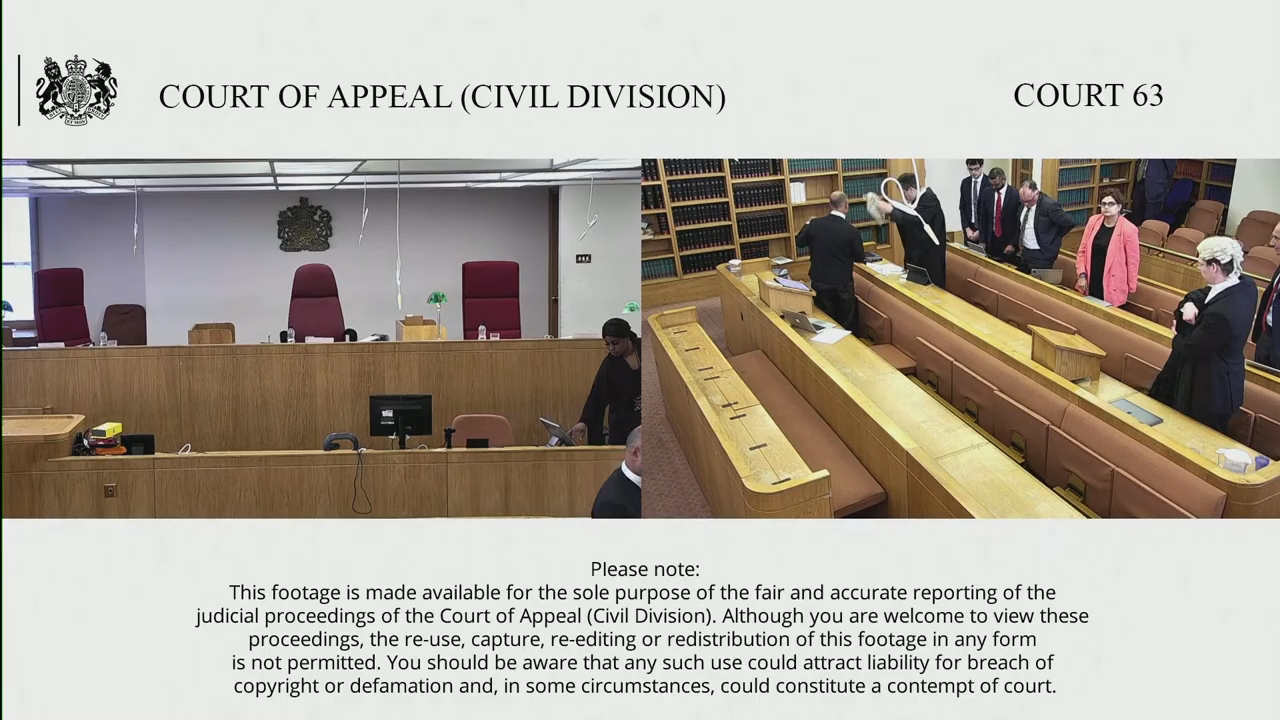 COURT OF APPEAL (CIVIL DIVISION)
COURT 63
Please note:
This footage is made available for the sole purpose of the fair and accurate reporting of the
judicial proceedings of the Court of Appeal (Civil Division). Although you are welcome to view these
proceedings, the re-use, capture, re-editing or redistribution of this footage in any form
is not permitted. You should be aware that any such use could attract liability for breach of
copyright or defamation and, in some circumstances, could constitute a contempt of court.